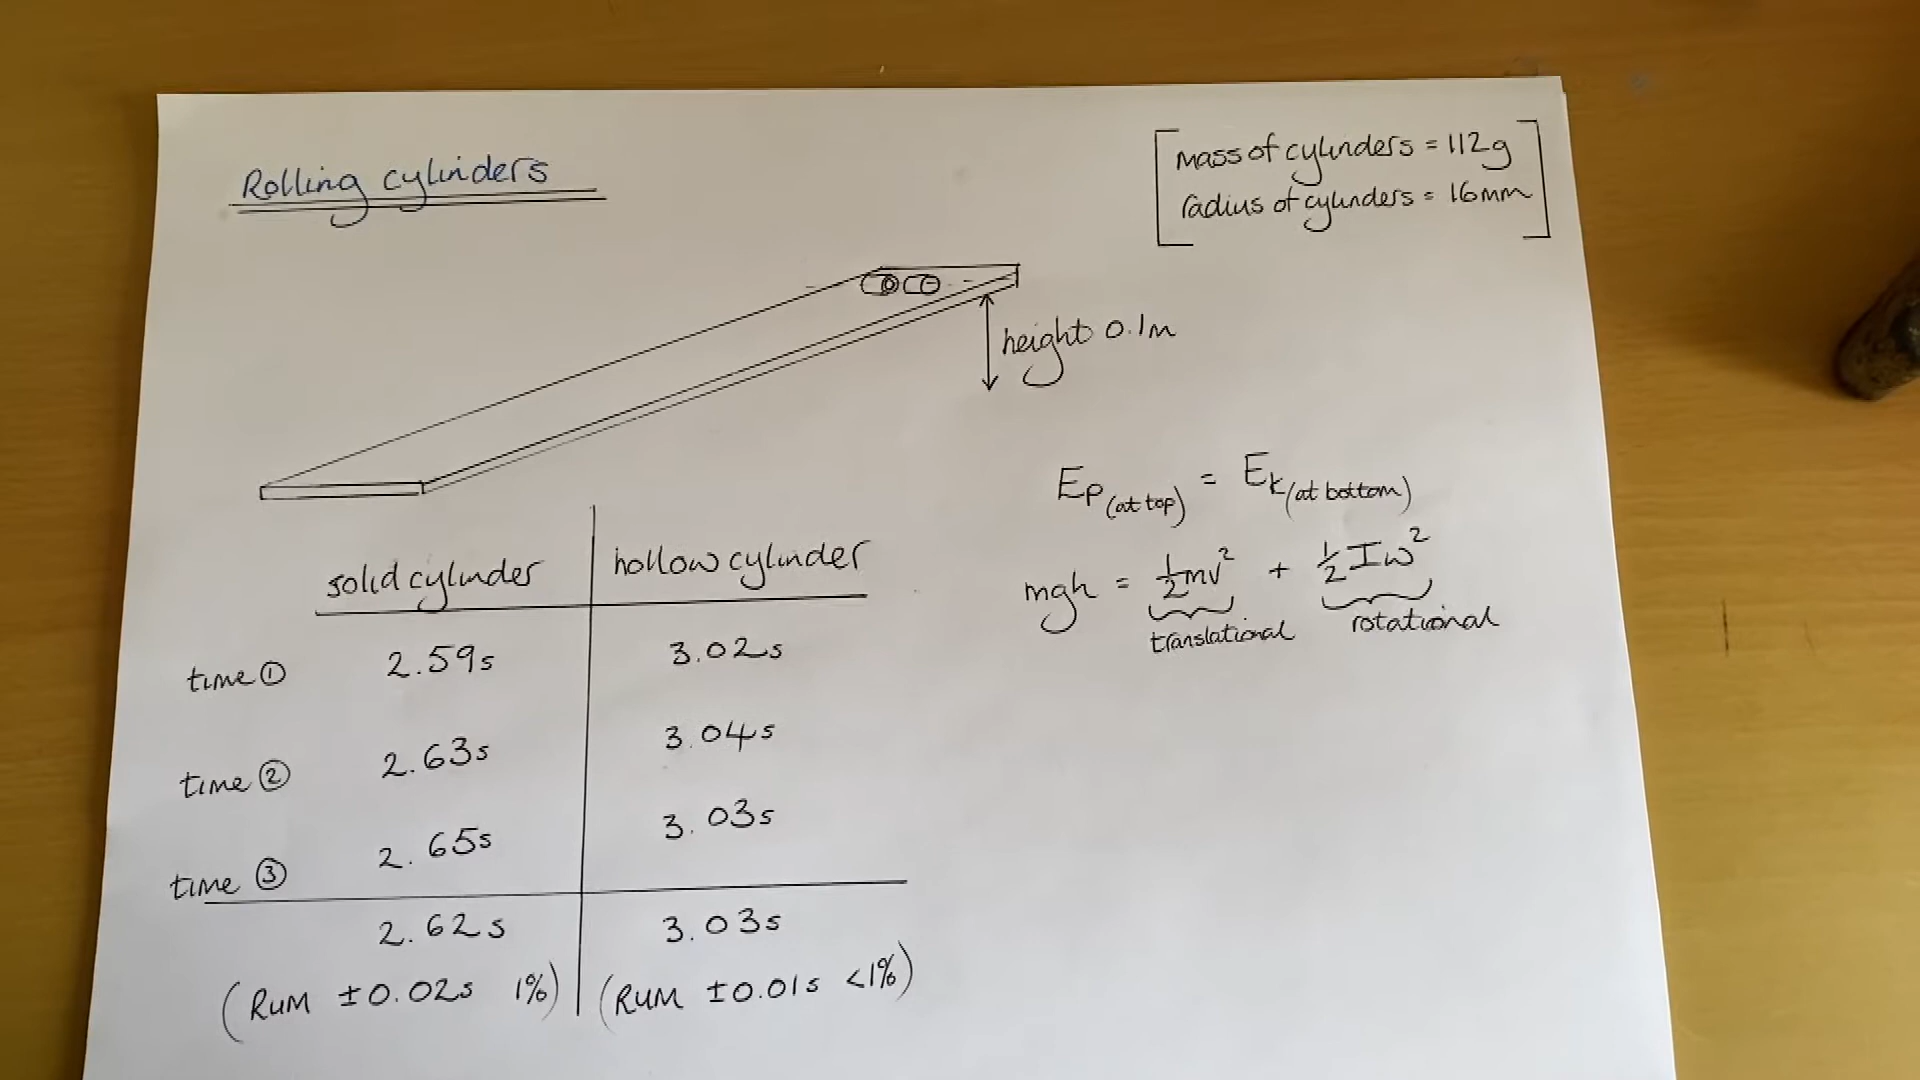 Rolling cylinders
mass of cylinders = 112g
radius of cylinders = 16mm
height 0.1m
Ep(at top) = Ek(at bottom)
mgh = ½mv² + ½Iω²
translational rotational
solid cylinder hollow cylinder
time ① 2.59s 3.02s
time ② 2.63s 3.04s
time ③ 2.65s 3.03s
2.62s 3.03s
(RUM ±0.02s 1%) (RUM ±0.01s <1%)